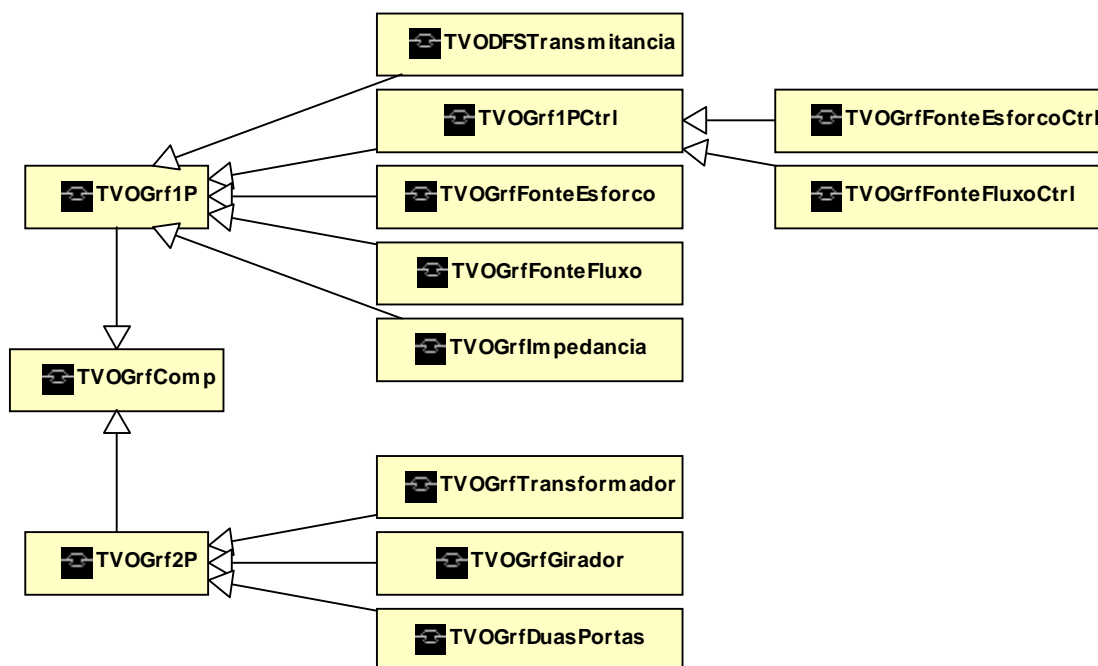 TVODFSTransmitancia
TVOGrf1PCtrl
TVOGrfFonteEsforcoCtrl
TVOGrf1P
TVOGrfFonteEsforco
TVOGrfFonteFluxoCtrl
TVOGrfFonteFluxo
TVOGrfImpedancia
TVOGrfComp
TVOGrfTransformador
TVOGrf2P
TVOGrfGirador
TVOGrfDuasPortas